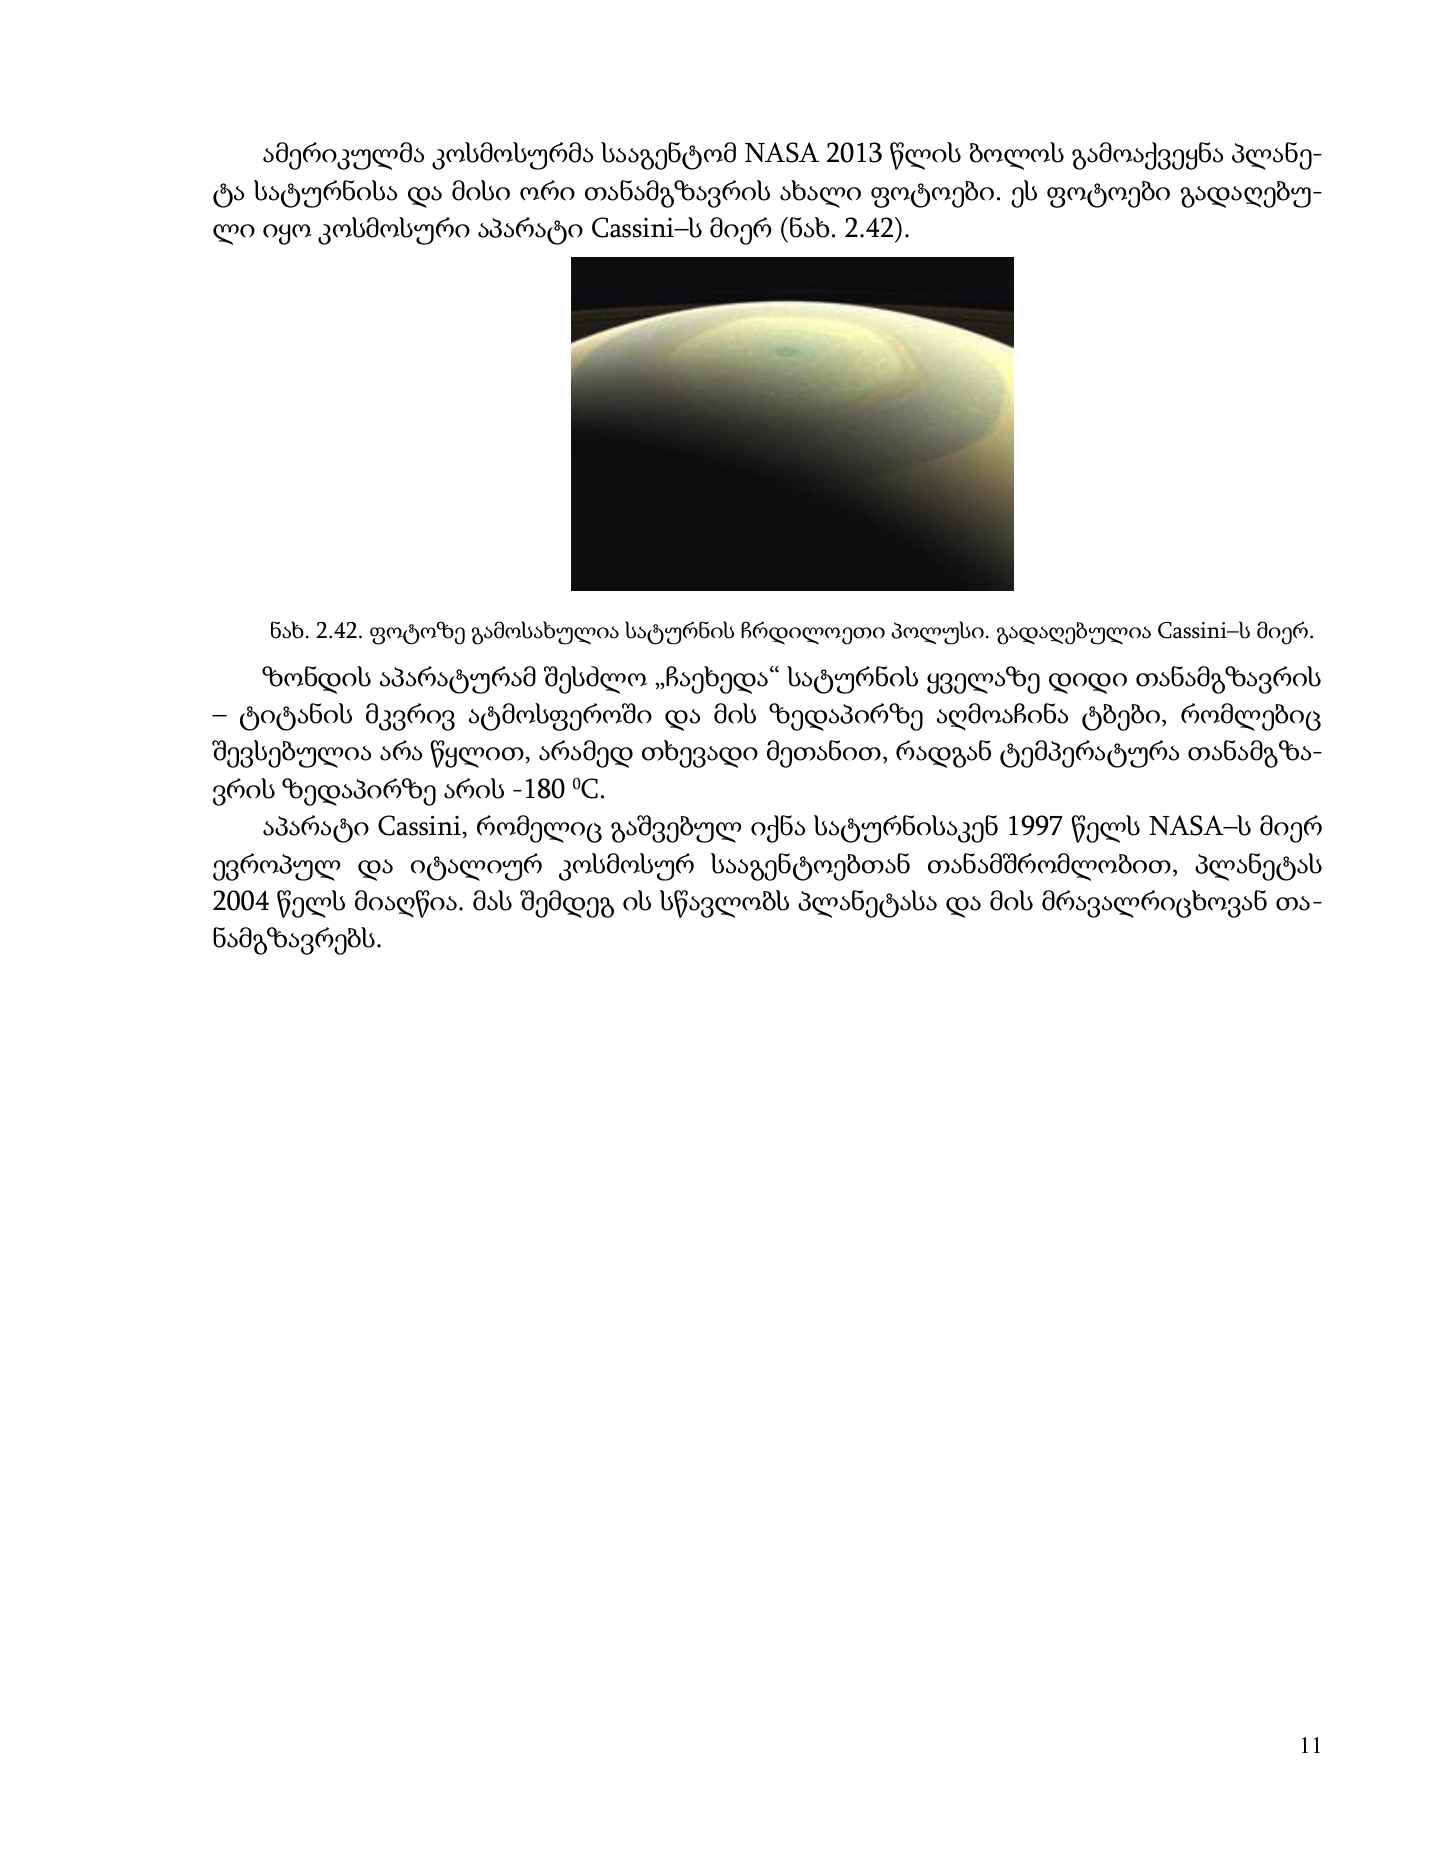 ამერიკულმა კოსმოსურმა სააგენტომ NASA 2013 წლის ბოლოს გამოაქვეყნა პლანე-
ტა სატურნისა და მისი ორი თანამგზავრის ახალი ფოტოები. ეს ფოტოები გადაღებუ-
ლი იყო კოსმოსური აპარატი Cassini–ს მიერ (ნახ. 2.42).
ნახ. 2.42. ფოტოზე გამოსახულია სატურნის ჩრდილოეთი პოლუსი. გადაღებულია Cassini–ს მიერ.
ზონდის აპარატურამ შესძლო „ჩაეხედა“ სატურნის ყველაზე დიდი თანამგზავრის
– ტიტანის მკვრივ ატმოსფეროში და მის ზედაპირზე აღმოაჩინა ტბები, რომლებიც
შევსებულია არა წყლით, არამედ თხევადი მეთანით, რადგან ტემპერატურა თანამგზა-
ვრის ზედაპირზე არის -180 ⁰C.
აპარატი Cassini, რომელიც გაშვებულ იქნა სატურნისაკენ 1997 წელს NASA–ს მიერ
ევროპულ და იტალიურ კოსმოსურ სააგენტოებთან თანამშრომლობით, პლანეტას
2004 წელს მიაღწია. მას შემდეგ ის სწავლობს პლანეტასა და მის მრავალრიცხოვან თა-
ნამგზავრებს.
11